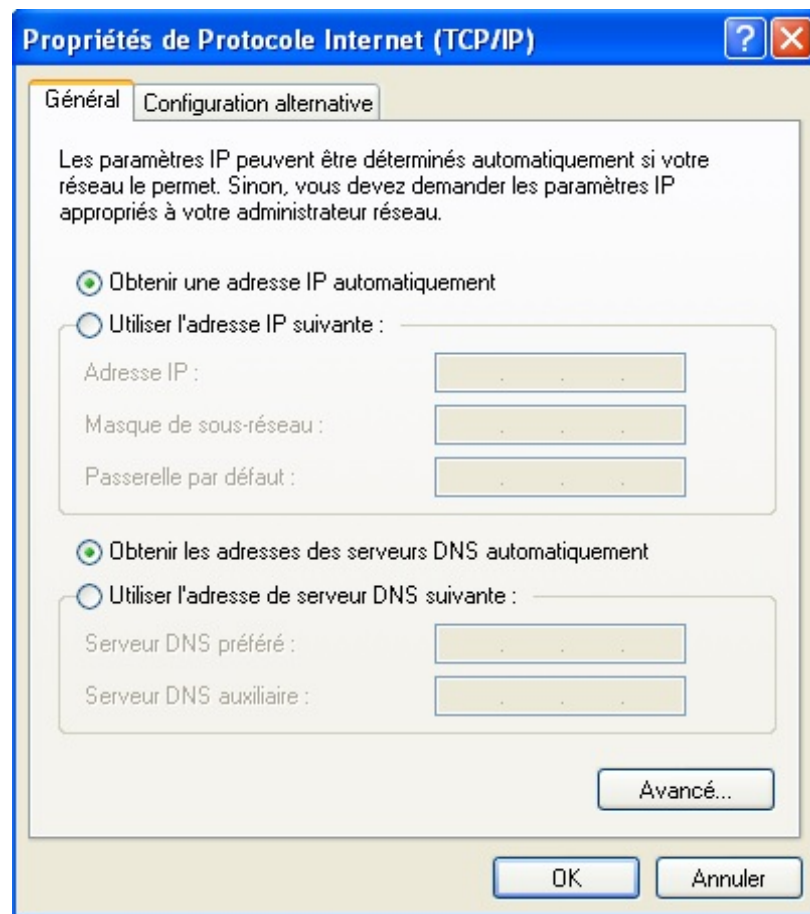 Propriétés de Protocole Internet (TCP/IP)
Général
Configuration alternative
Les paramètres IP peuvent être déterminés automatiquement si votre
réseau le permet. Sinon, vous devez demander les paramètres IP
appropriés à votre administrateur réseau.
Obtenir une adresse IP automatiquement
Utiliser l'adresse IP suivante :
Adresse IP :
Masque de sous-réseau :
Passerelle par défaut :
Obtenir les adresses des serveurs DNS automatiquement
Utiliser l'adresse de serveur DNS suivante :
Serveur DNS préféré :
Serveur DNS auxiliaire :
Avancé...
OK
Annuler